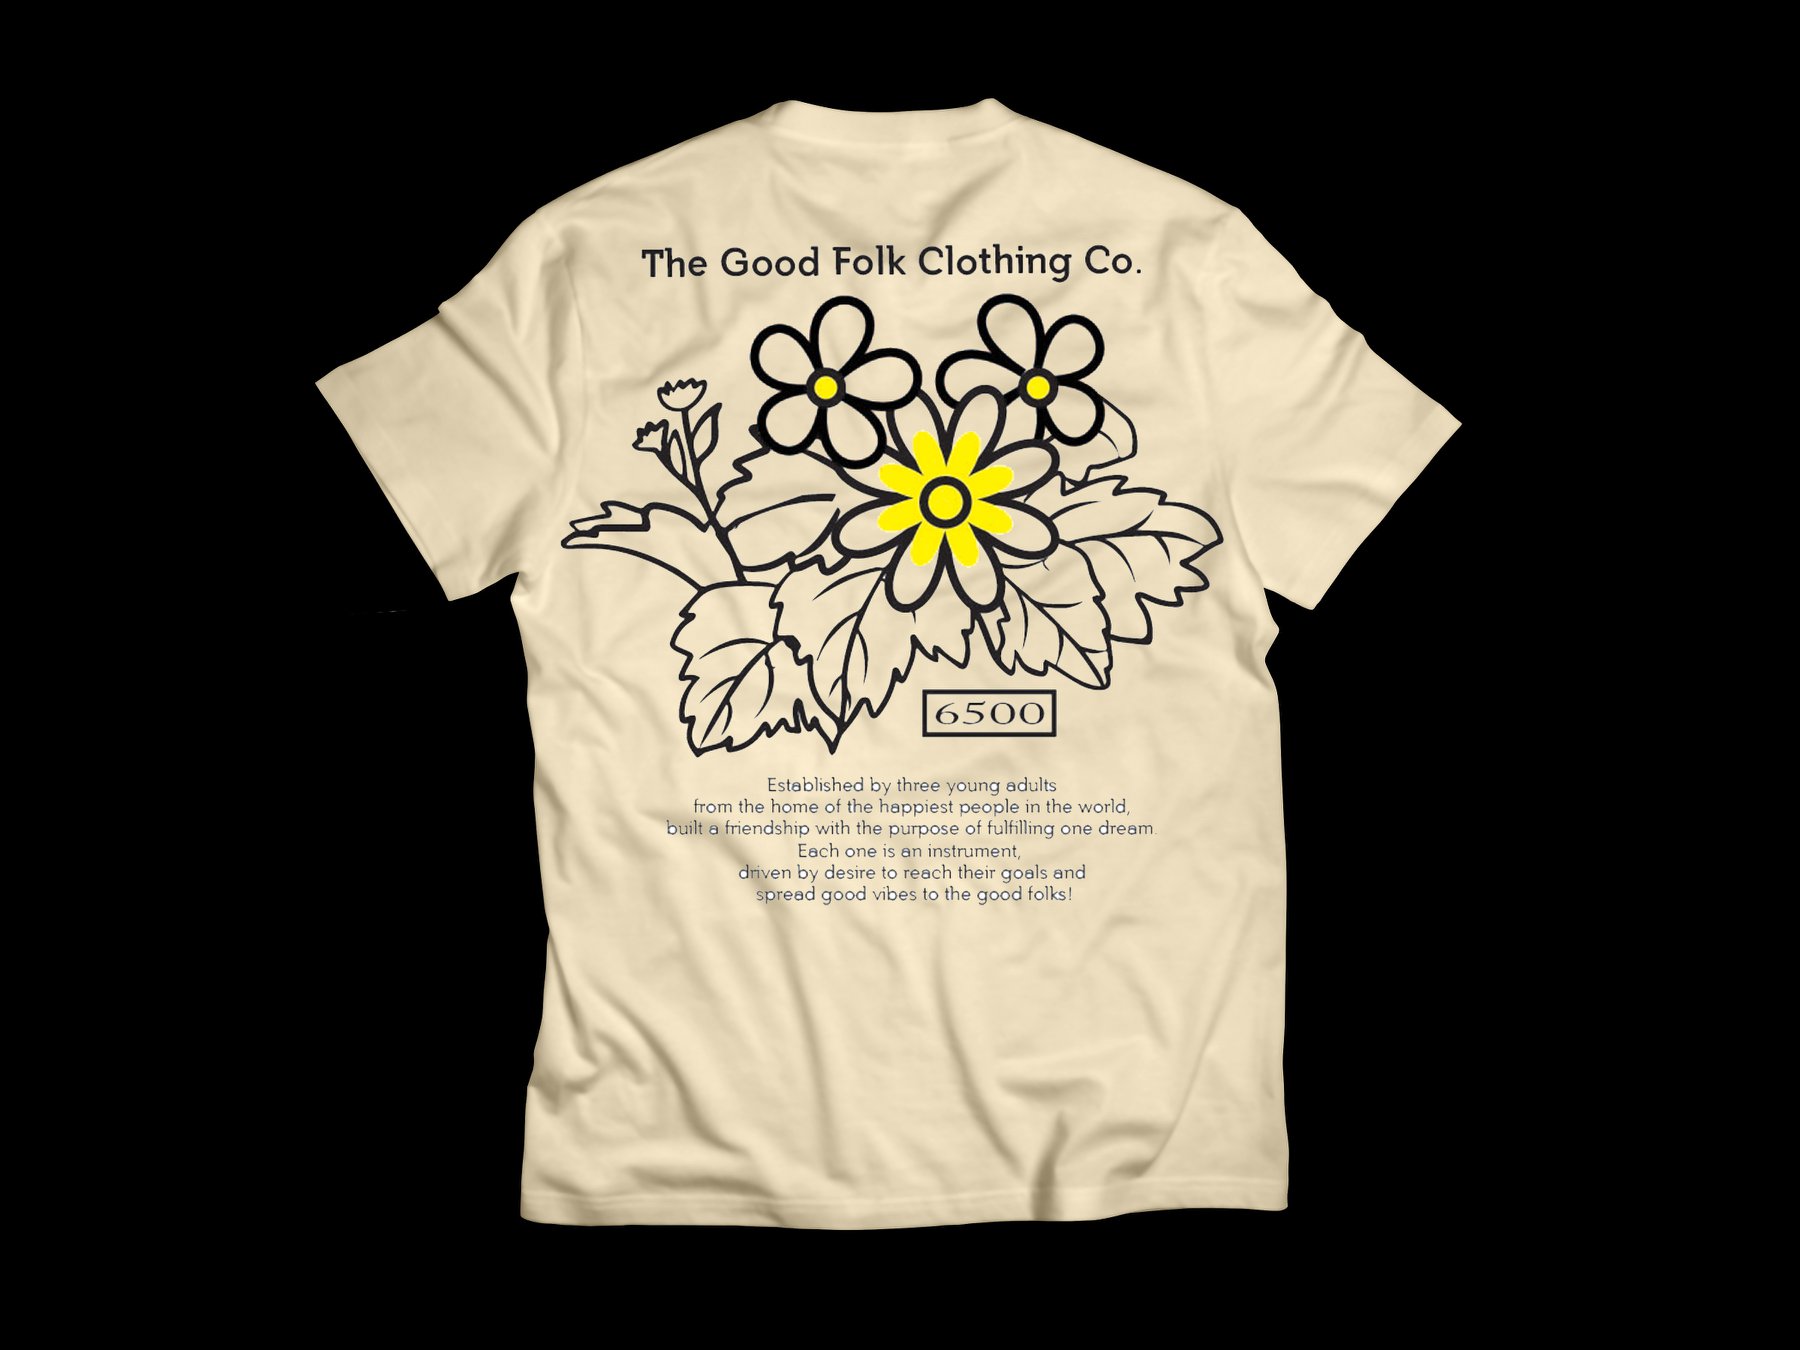 The Good Folk Clothing Co.
6500
Established by three young adults
from the home of the happiest people in the world,
built a friendship with the purpose of fulfilling one dream.
Each one is an instrument,
driven by desire to reach their goals and
spread good vibes to the good folks!